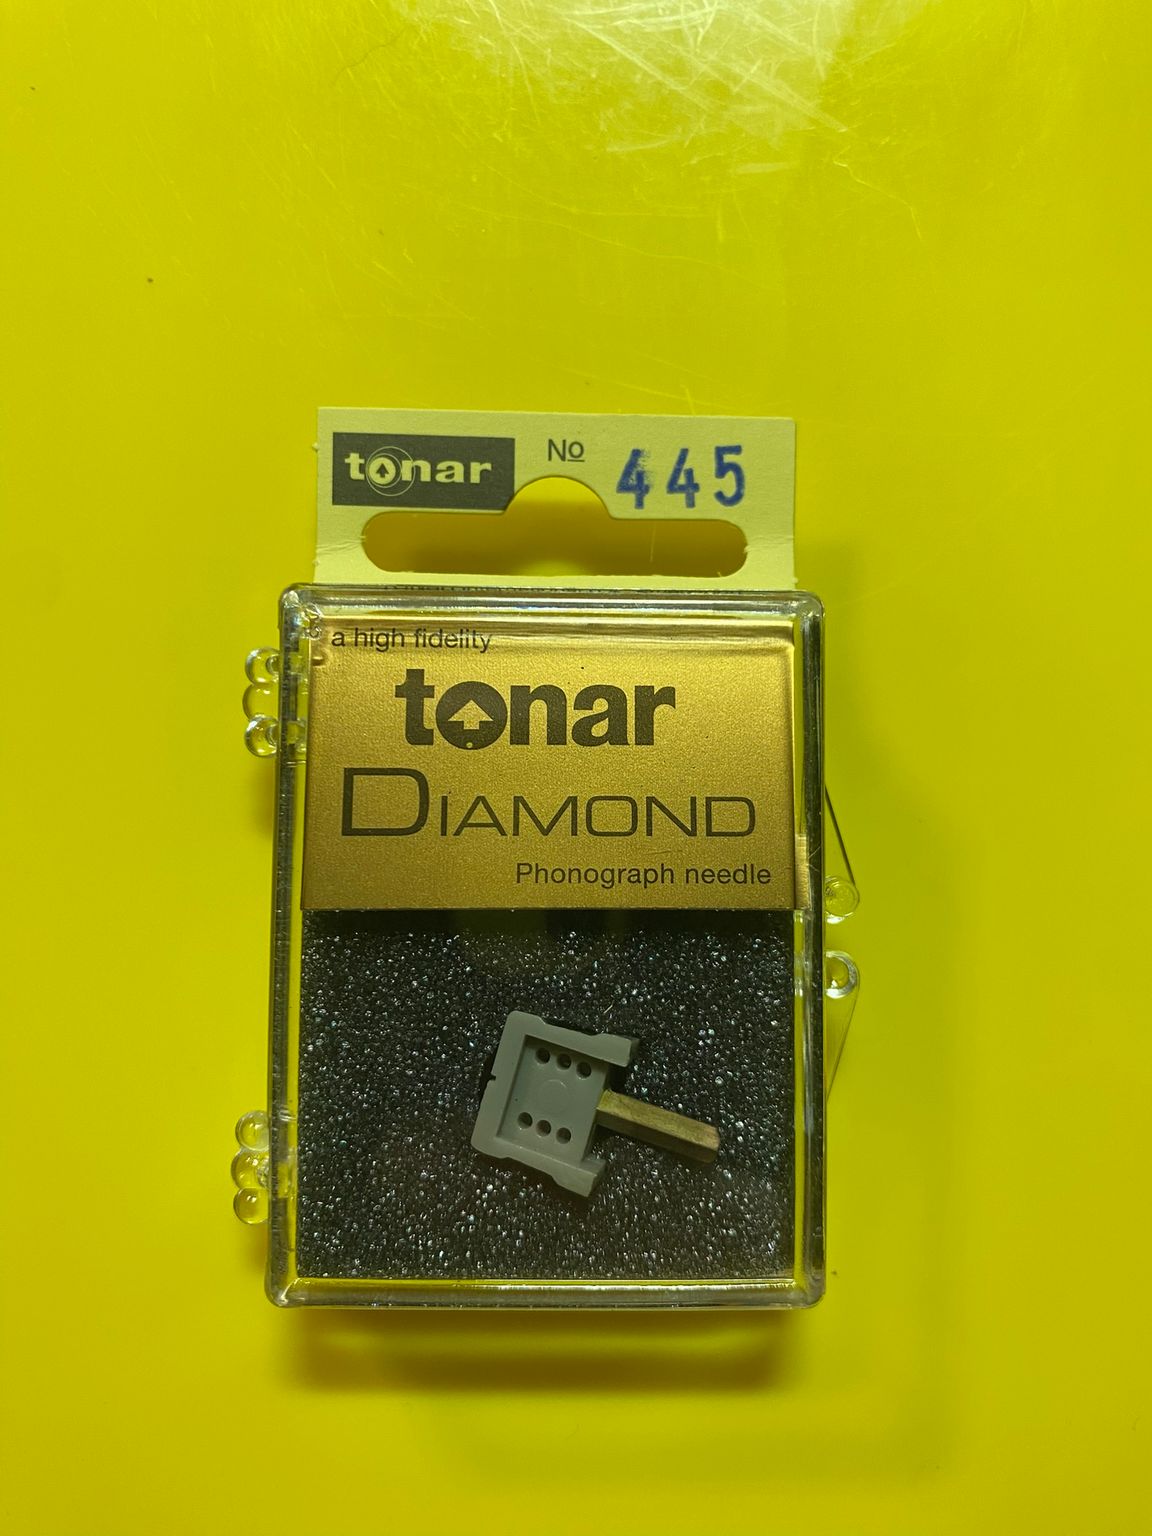 tonar No 445
a high fidelity
tonar
DIAMOND
Phonograph needle